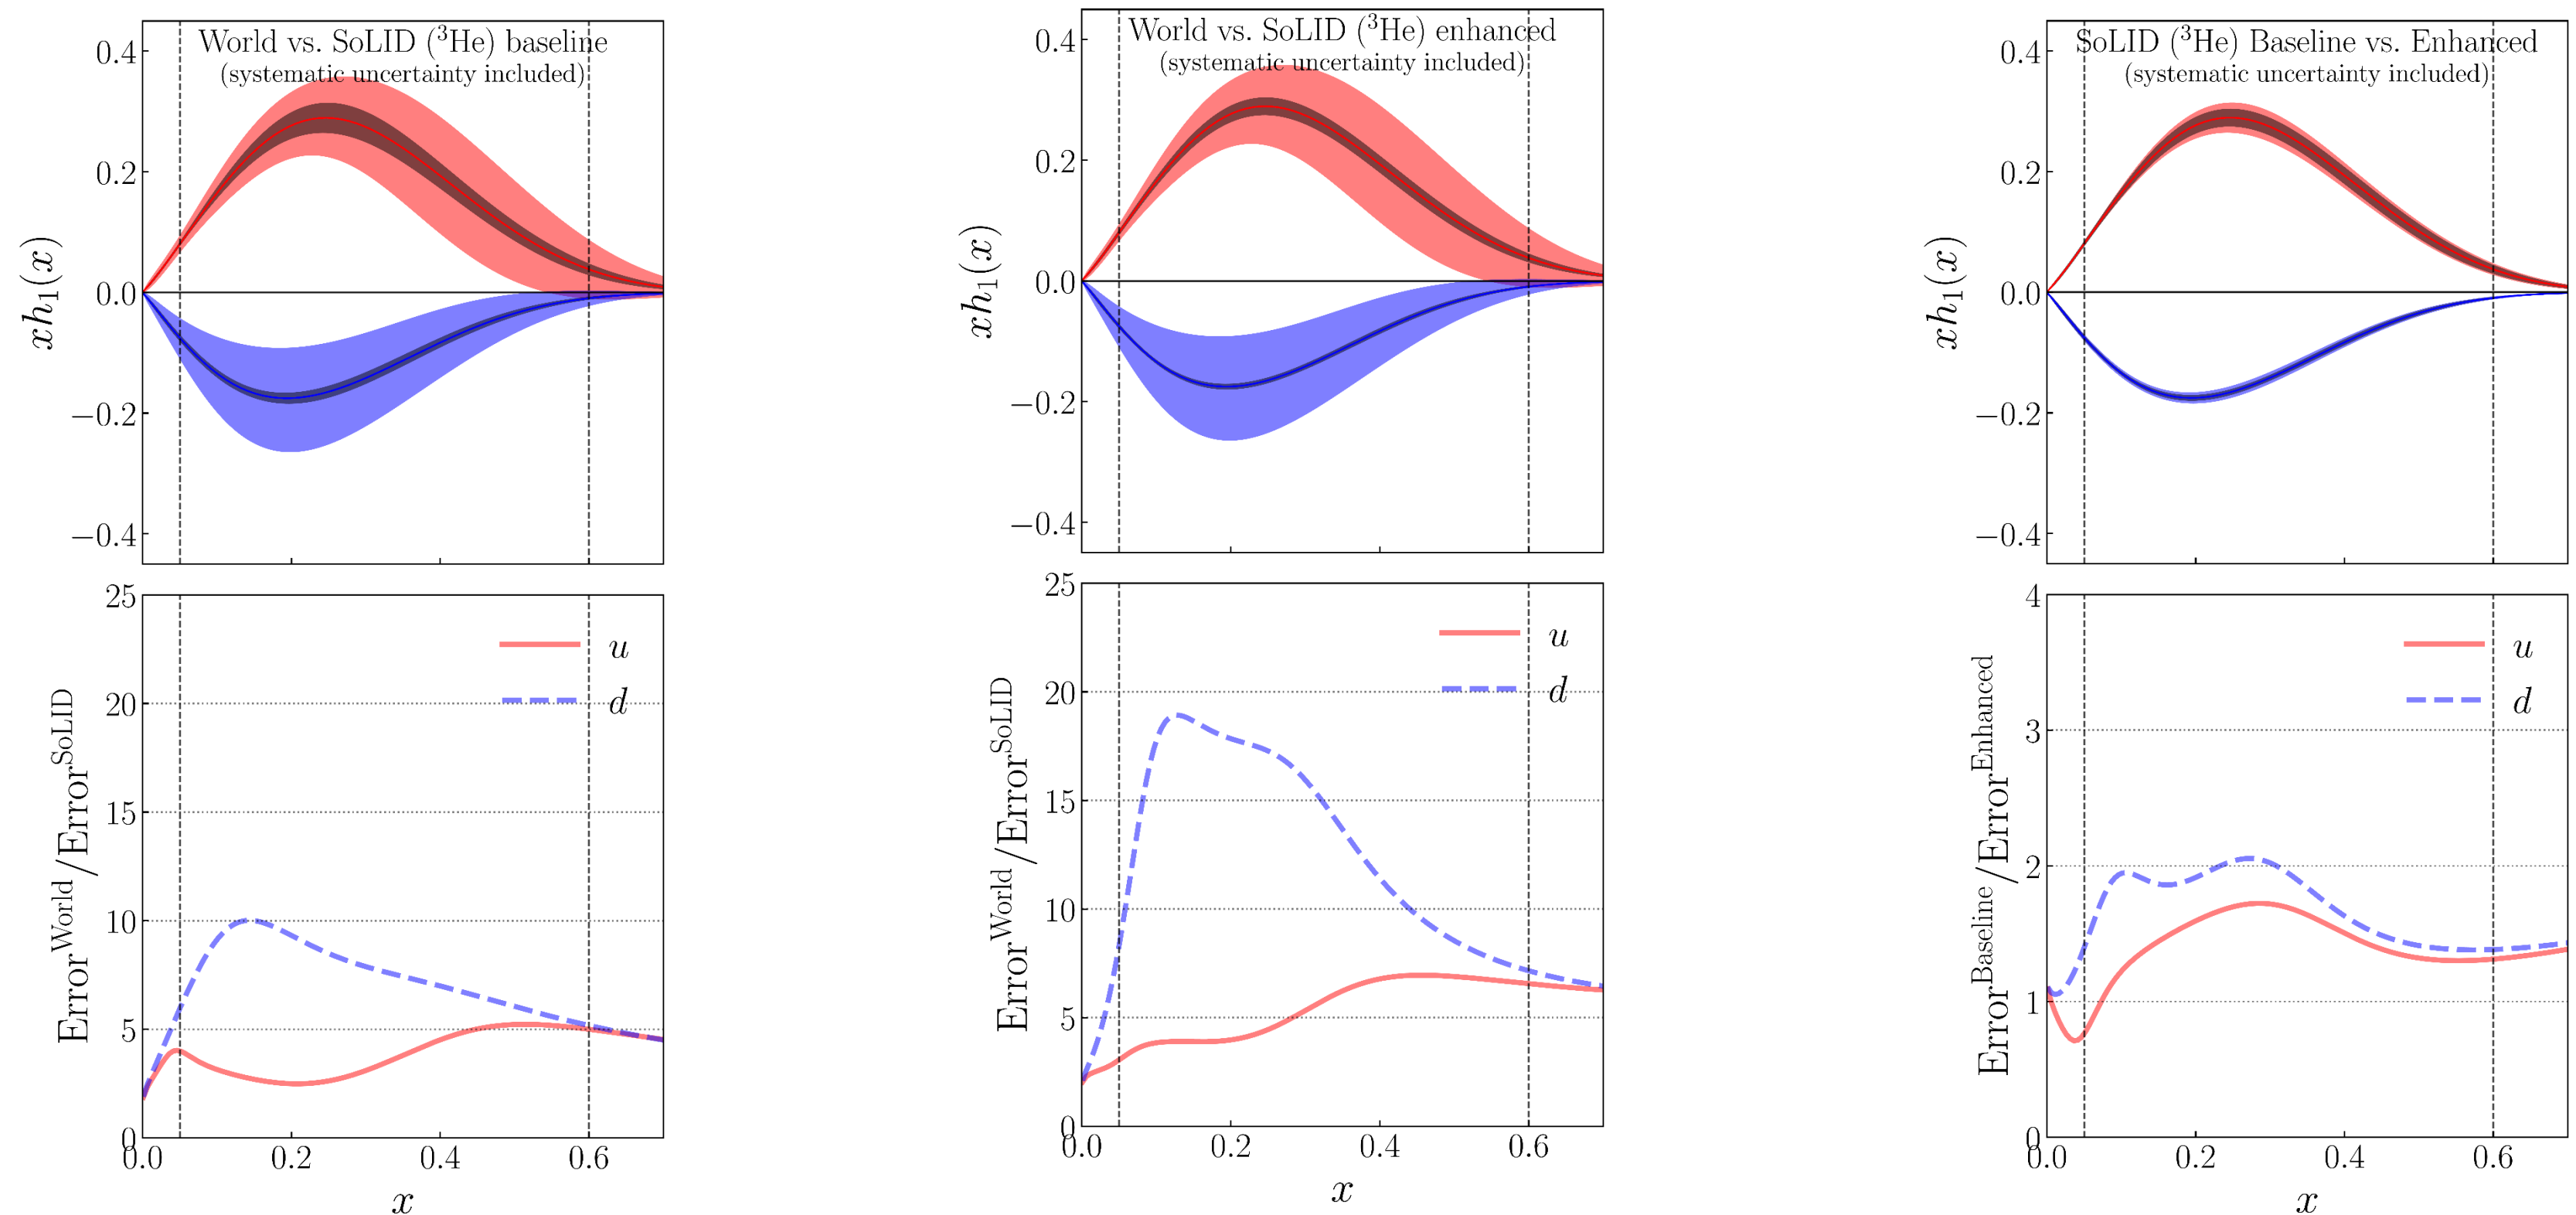 World vs. SoLID (³He) baseline
(systematic uncertainty included)
0.4
0.2
0.0
−0.2
−0.4
xh₁(x)
25
20
15
10
5
0
Error^World/Error^SoLID
u
d
0.0 0.2 0.4 0.6
x
World vs. SoLID (³He) enhanced
(systematic uncertainty included)
0.4
0.2
0.0
−0.2
−0.4
xh₁(x)
25
20
15
10
5
0
Error^World/Error^SoLID
u
d
0.0 0.2 0.4 0.6
x
SoLID (³He) Baseline vs. Enhanced
(systematic uncertainty included)
0.4
0.2
0.0
−0.2
−0.4
xh₁(x)
4
3
2
1
0
Error^Baseline/Error^Enhanced
u
d
0.0 0.2 0.4 0.6
x